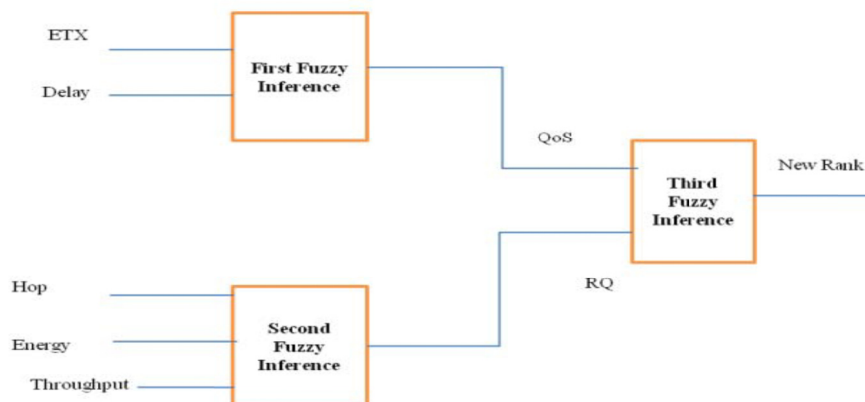 ETX
Delay
First Fuzzy
Inference
QoS
New Rank
Third
Fuzzy
Inference
RQ
Hop
Energy
Throughput
Second
Fuzzy
Inference